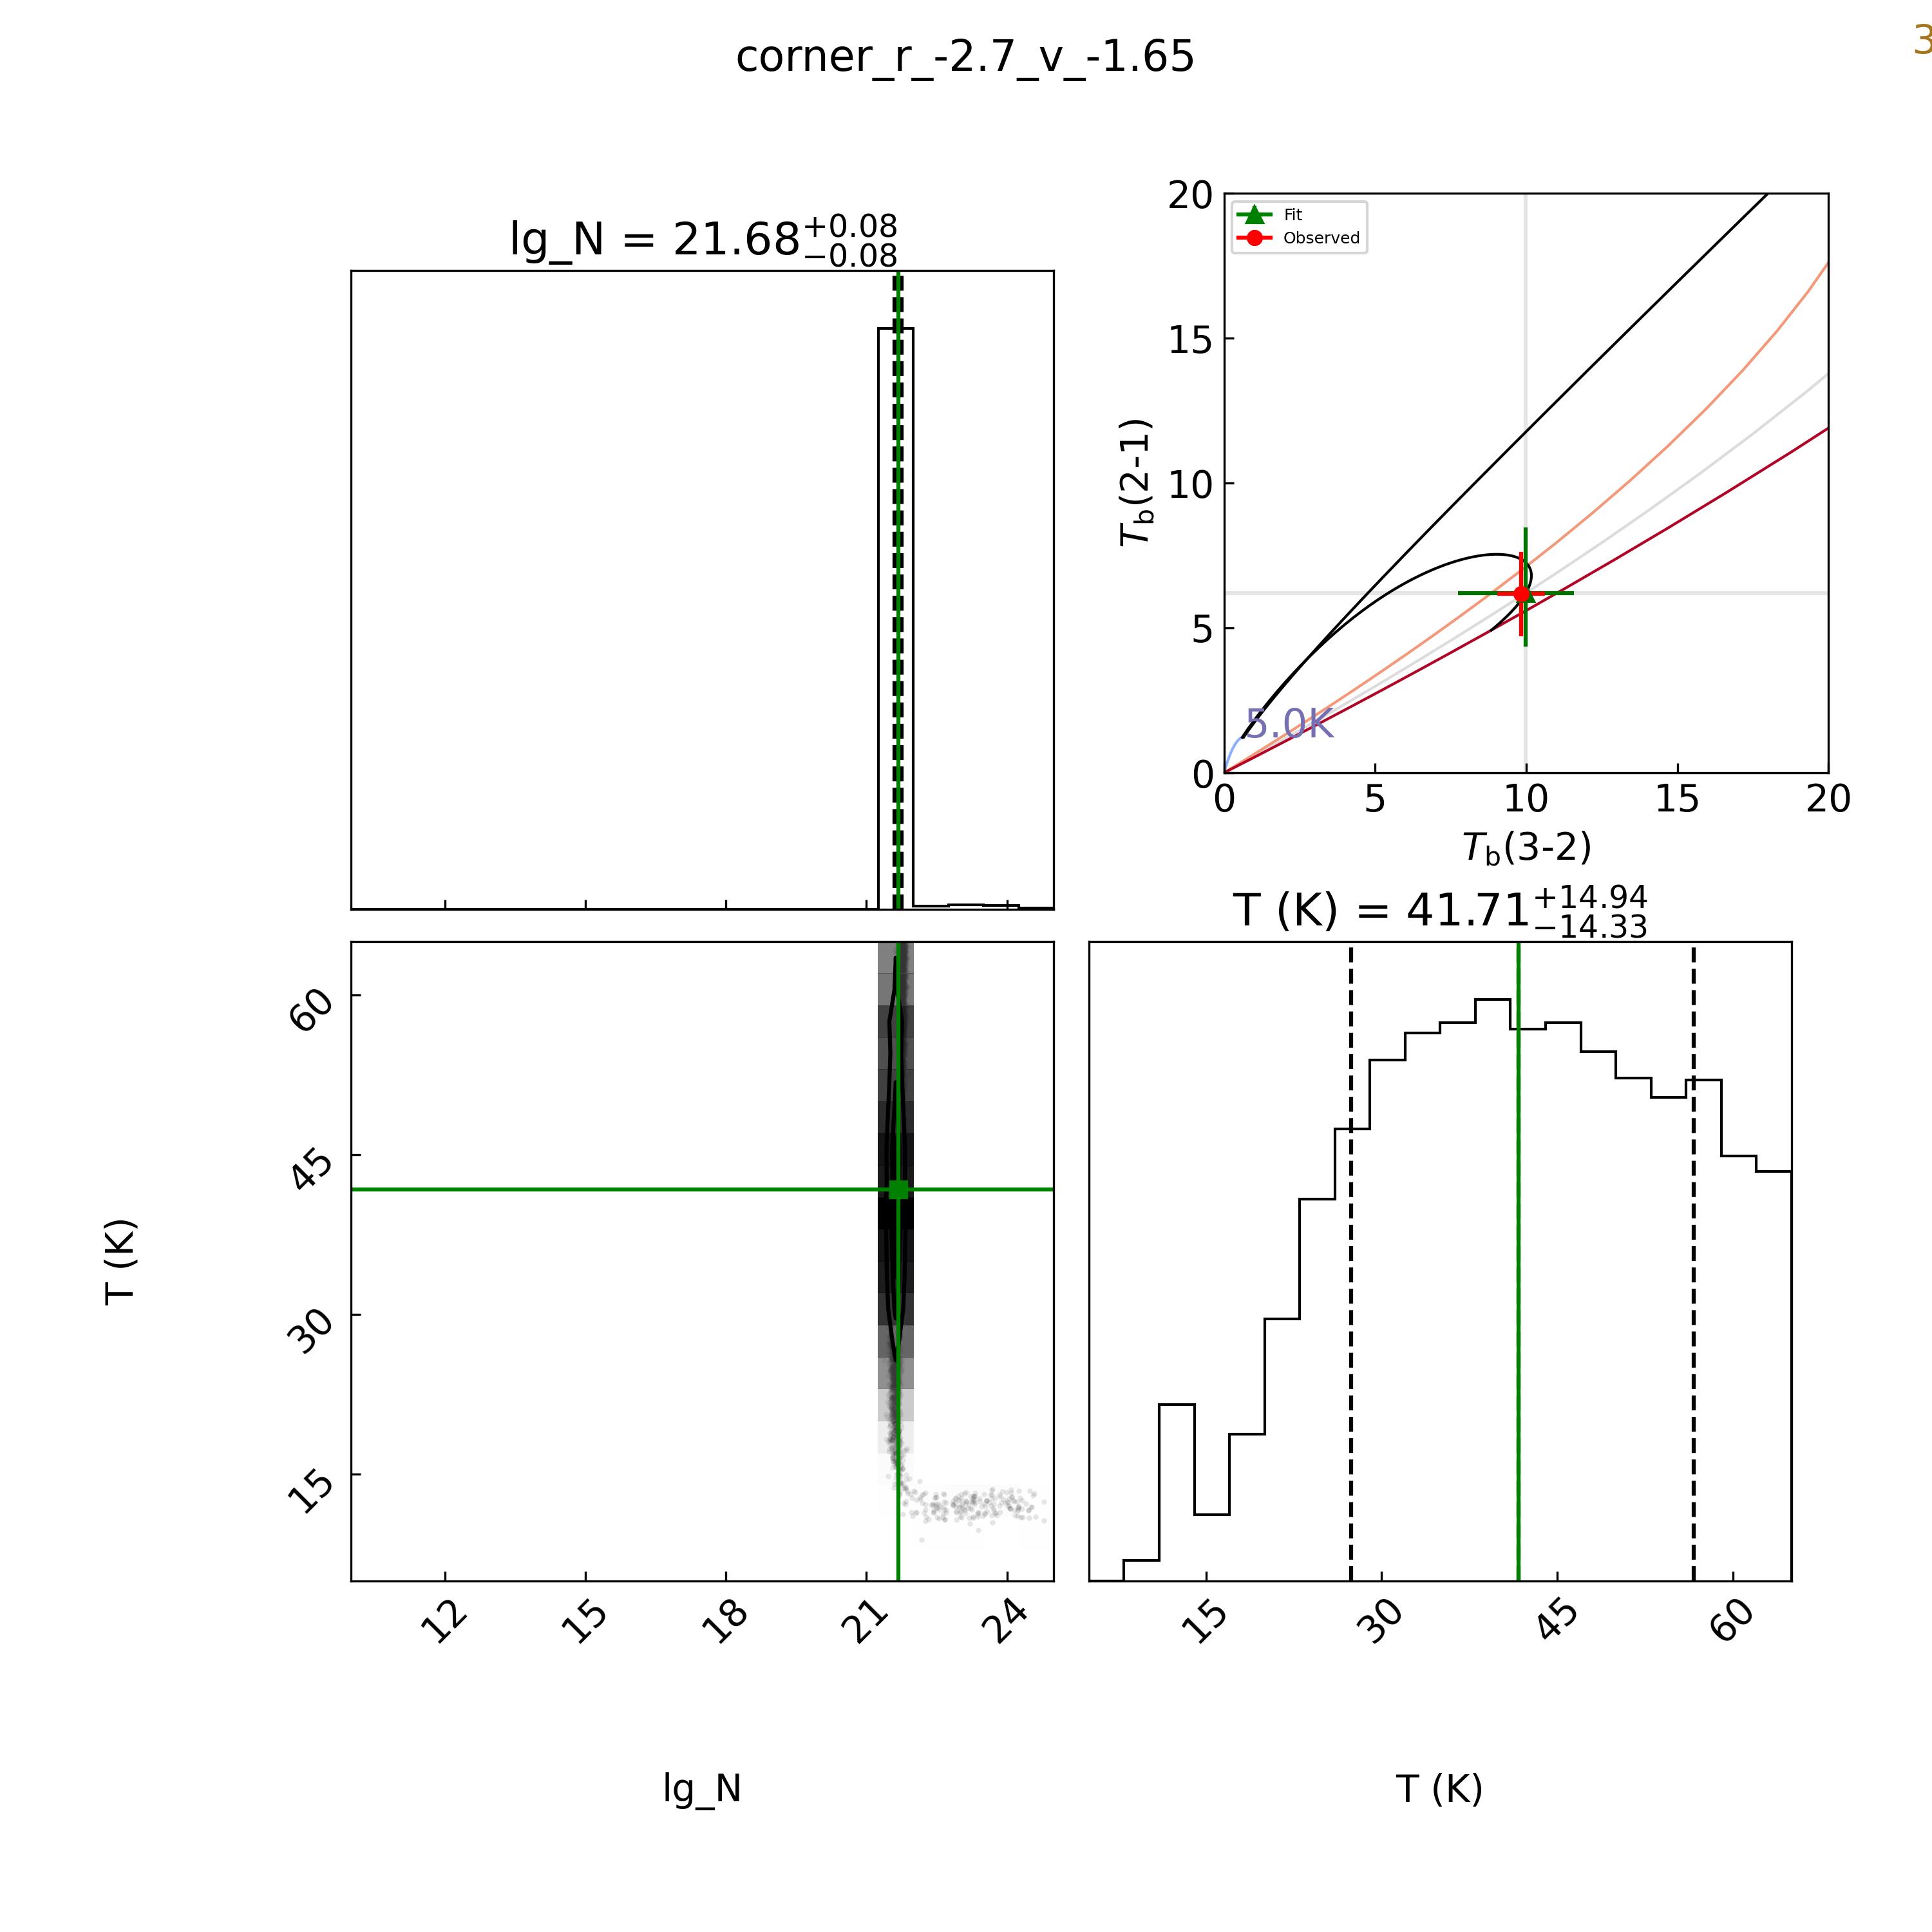 3
corner_r_-2.7_v_-1.65
lg_N = 21.68+0.08
−0.08
20
15
10
5
0
Tb(2-1)
Fit
Observed
5.0K
0 5 10 15 20
Tb(3-2)
T (K) = 41.71+14.94
−14.33
60
45
30
15
T (K)
12 15 18 21 24
lg_N
15 30 45 60
T (K)